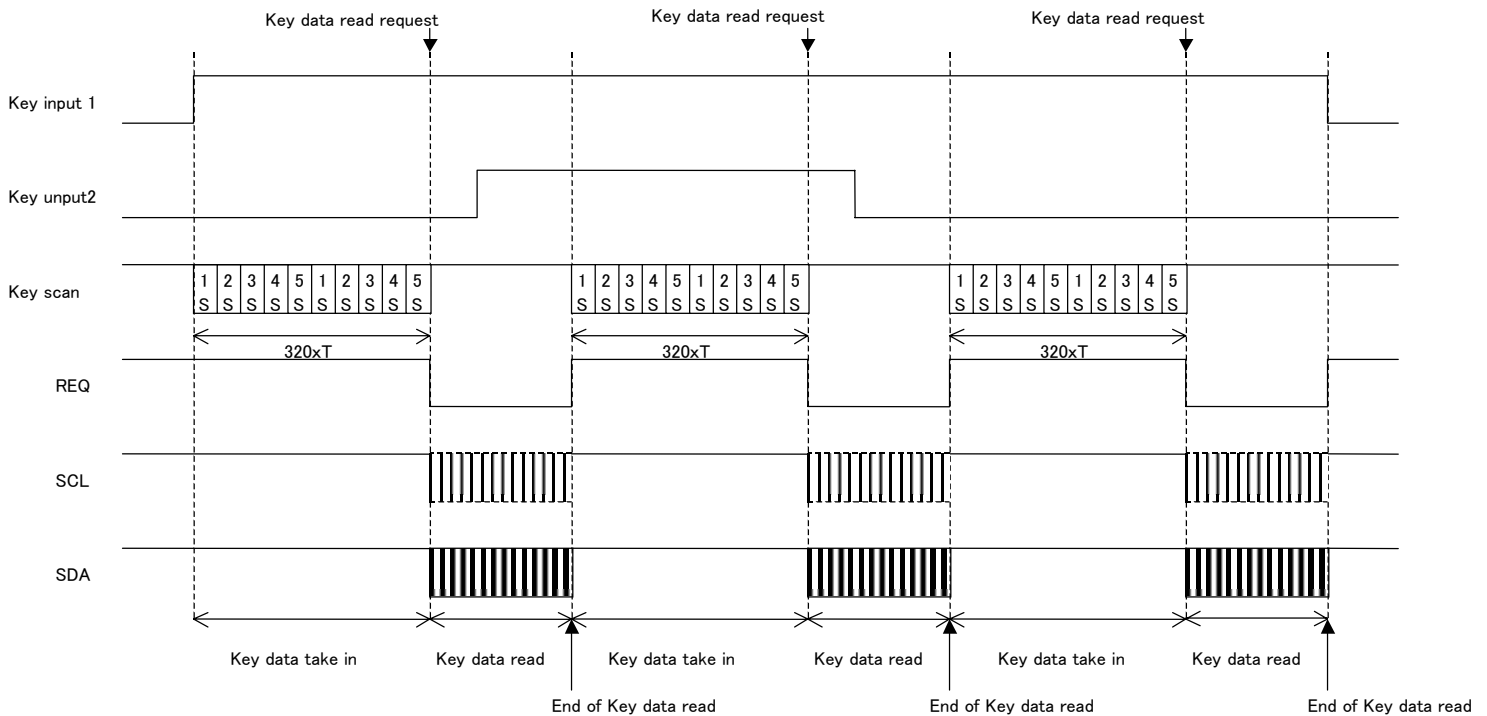 Key data read request Key data read request Key data read request
Key input 1
Key unput2
Key scan
1 2 3 4 5 1 2 3 4 5 1 2 3 4 5 1 2 3 4 5 1 2 3 4 5 1 2 3 4 5
S S S S S S S S S S S S S S S S S S S S S S S S S S S S S S
320xT 320xT 320xT
REQ
SCL
SDA
Key data take in Key data read Key data take in Key data read Key data take in Key data read
End of Key data read End of Key data read End of Key data read